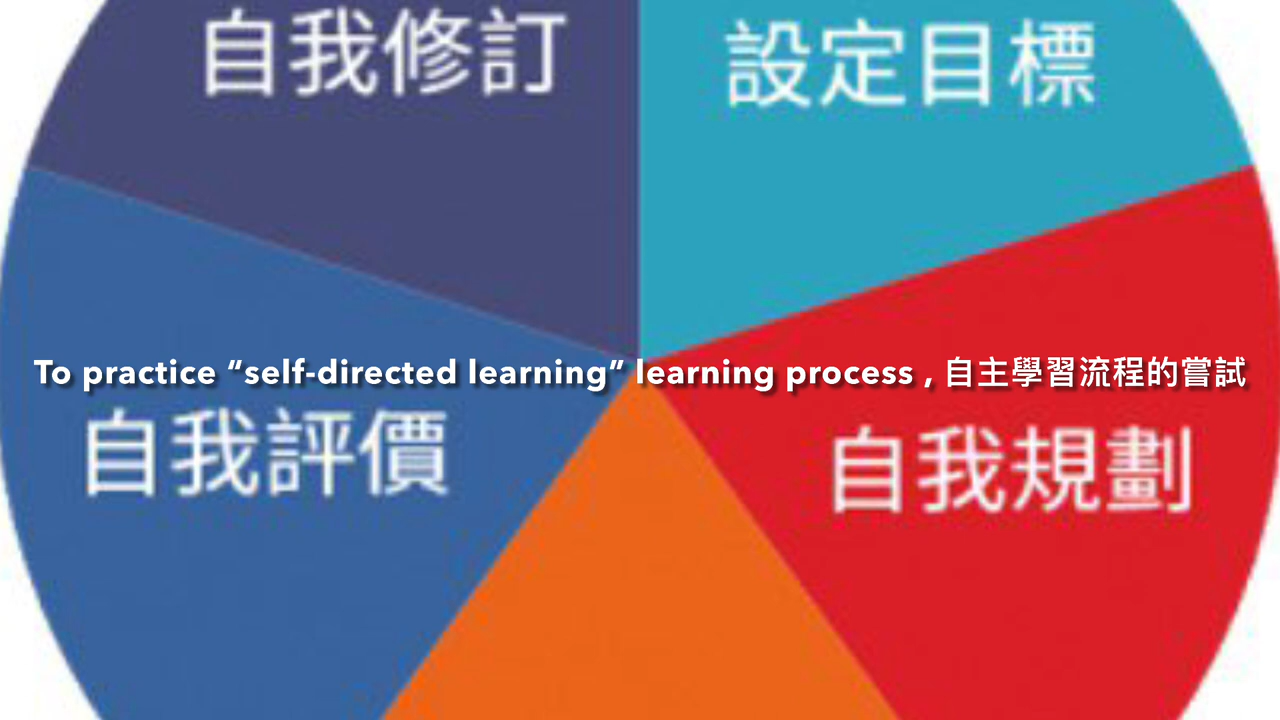 自我修訂
設定目標
To practice “self-directed learning” learning process , 自主學習流程的嘗試
自我評價
自我規劃